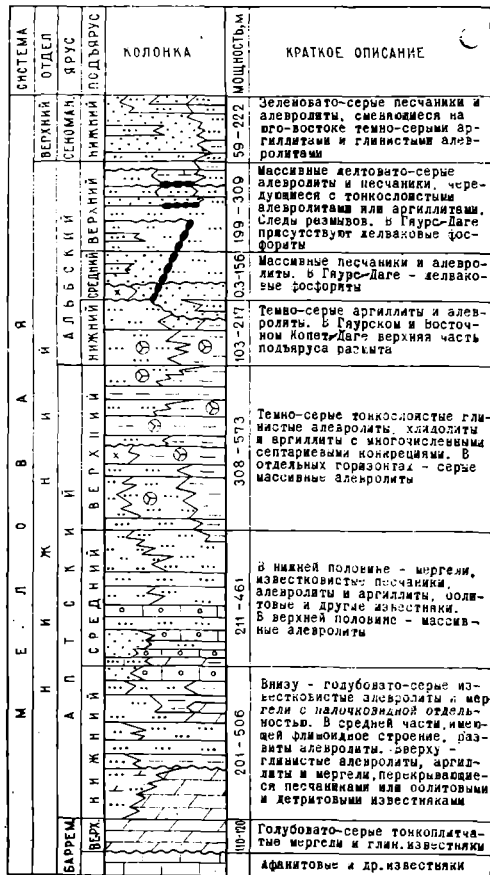 СИСТЕМА
ОТДЕЛ
ЯРУС
ПОДЪЯРУС
КОЛОНКА
МОЩНОСТЬ, М
КРАТКОЕ ОПИСАНИЕ
МЕЛОВАЯ
ВЕРХНИЙ
СЕНОМАН.
НИЖНИЙ
59-222
Зеленовато-серые песчаники и
алевролиты, сменяющиеся на
юго-востоке темно-серыми ар-
гиллитами и глинистыми алев-
ролитами
НИЖНИЙ
АЛЬБСКИЙ
ВЕРХНИЙ
199-309
Массивные желтовато-серые
алевролиты и песчаники, чере-
дующиеся с тонкослоистыми
алевролитами или аргиллитами.
Следы размывов. В Гяурс-Даге
присутствуют желваковые фос-
фориты
СРЕДНИЙ
0,3-156
Массивные песчаники и алевро-
литы. В Гяурс-Даге - желвако-
вые фосфориты
НИЖНИЙ
103-217
Темно-серые аргиллиты и алев-
ролиты. В Гяурском и Восточ-
ном Копет-Даге верхняя часть
подъяруса размыта
АПТСКИЙ
ВЕРХНИЙ
308-573
Темно-серые тонкослоистые гли-
нистые алевролиты, хлидолиты
и аргиллиты с многочисленными
септариевыми конкрециями. В
отдельных горизонтах - серые
массивные алевролиты
СРЕДНИЙ
211-461
В нижней половине - мергели,
известковистые песчаники,
алевролиты и аргиллиты, ооли-
товые и другие известняки.
В верхней половине - массив-
ные алевролиты
НИЖНИЙ
201-506
Внизу - голубовато-серые из-
вестковистые алевролиты и мер-
гели с палочковидной отдель-
ностью. В средней части, имею-
щей флишоидное строение, раз-
виты алевролиты. Вверху -
глинистые алевролиты, аргил-
литы и мергели, перекрывающие-
ся песчаниками или оолитовыми
и детритовыми известняками
БАРРЕМ.
ВЕРХ.
110-120
Голубовато-серые тонкоплитча-
тые мергели и глин. известняки
Афанитовые и др. известняки